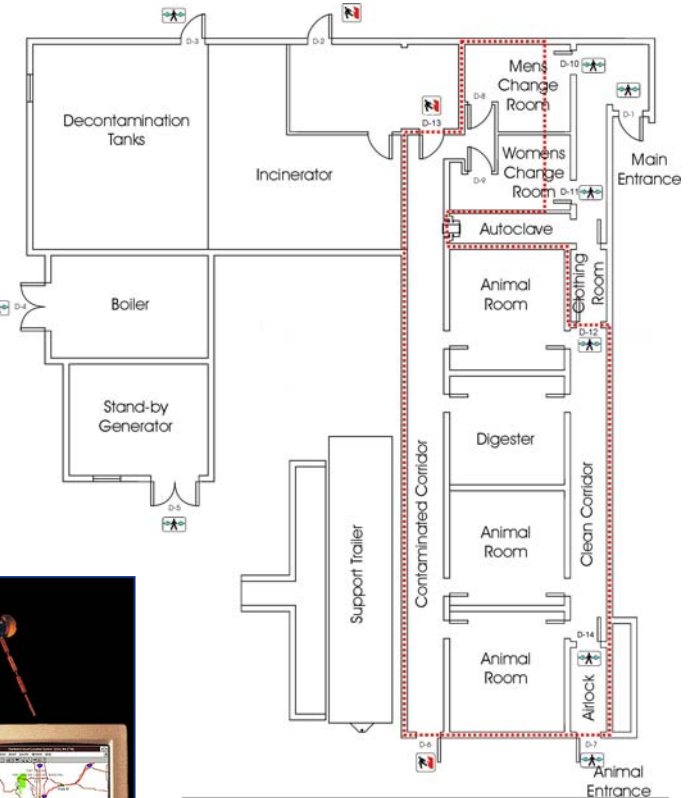 D-3
D-2
Decontamination
Tanks
Incinerator
D-13
Mens
Change
Room
D-8
D-10
D-1
Main
Entrance
Womens
Change
Room
D-9
D-11
Autoclave
Clothing
Room
D-12
D-4
Boiler
Animal
Room
Stand-by
Generator
D-5
Digester
Contaminated Corridor
Clean Corridor
Support Trailer
Animal
Room
Animal
Room
D-14
Airlock
D-6
D-7
Animal
Entrance